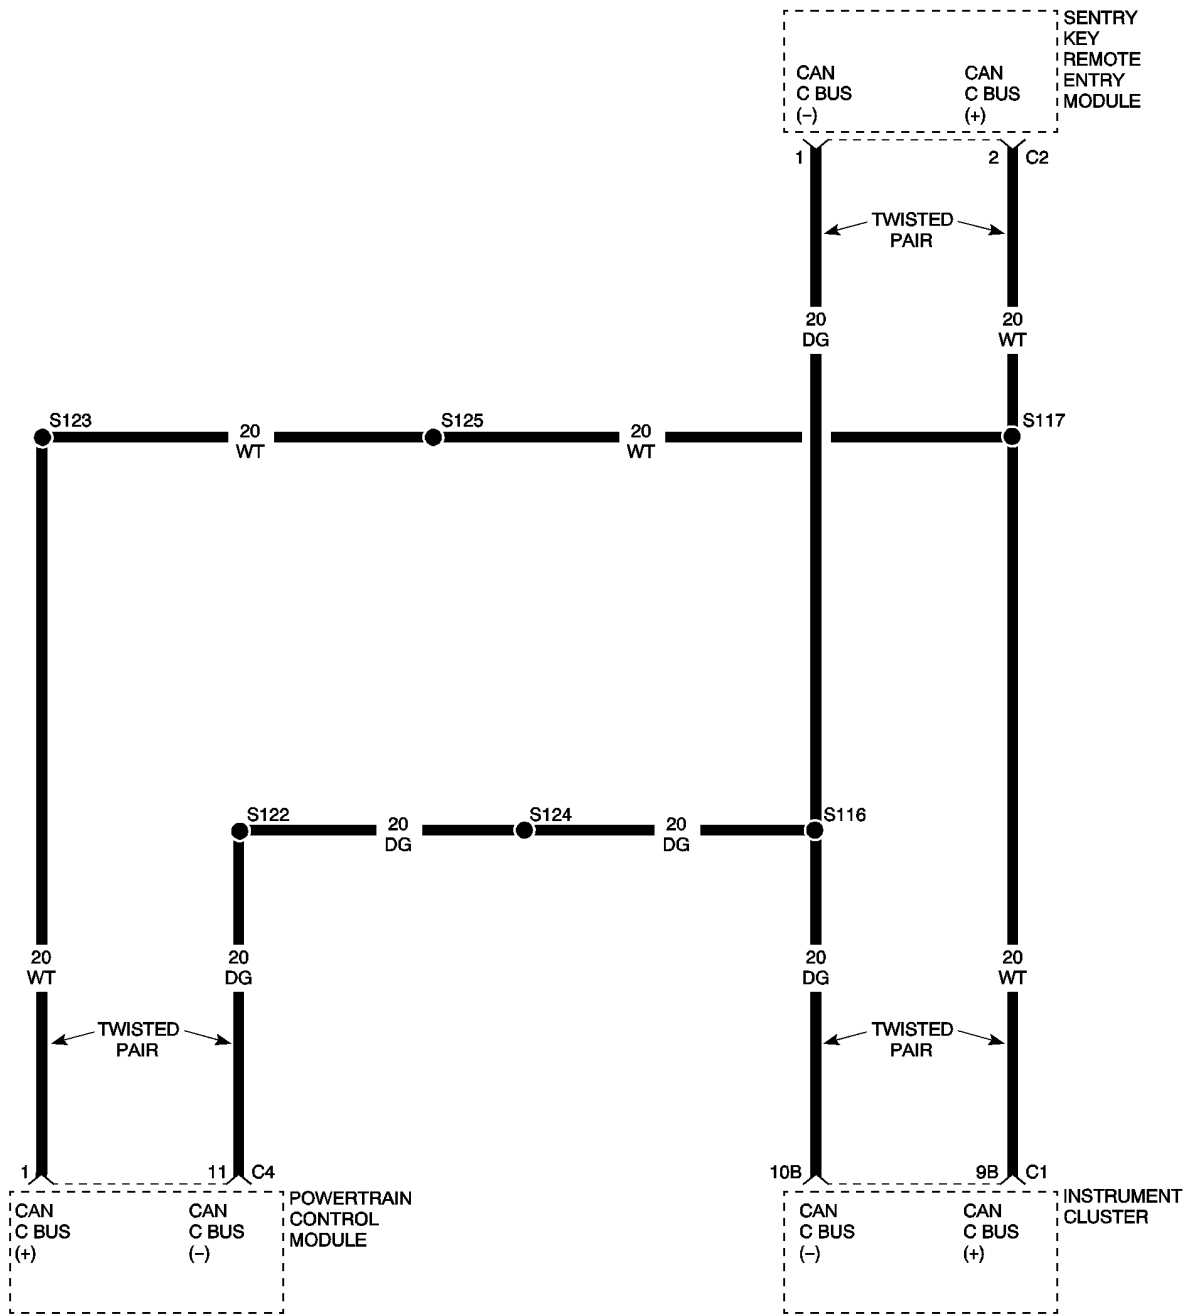 SENTRY
KEY
REMOTE
ENTRY
MODULE
CAN
C BUS
(–)
CAN
C BUS
(+)
1
2
C2
TWISTED
PAIR
20
DG
20
WT
S123
20
WT
S125
20
WT
S117
S122
20
DG
S124
20
DG
S116
20
WT
20
DG
20
DG
20
WT
TWISTED
PAIR
TWISTED
PAIR
1
11
C4
10B
9B
C1
CAN
C BUS
(+)
CAN
C BUS
(–)
POWERTRAIN
CONTROL
MODULE
CAN
C BUS
(–)
CAN
C BUS
(+)
INSTRUMENT
CLUSTER